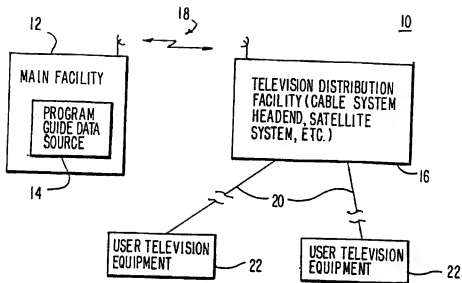 18
10
12
MAIN FACILITY
PROGRAM
GUIDE DATA
SOURCE
14
TELEVISION DISTRIBUTION
FACILITY (CABLE SYSTEM
HEADEND, SATELLITE
SYSTEM, ETC.)
16
20
USER TELEVISION
EQUIPMENT
22
USER TELEVISION
EQUIPMENT
22